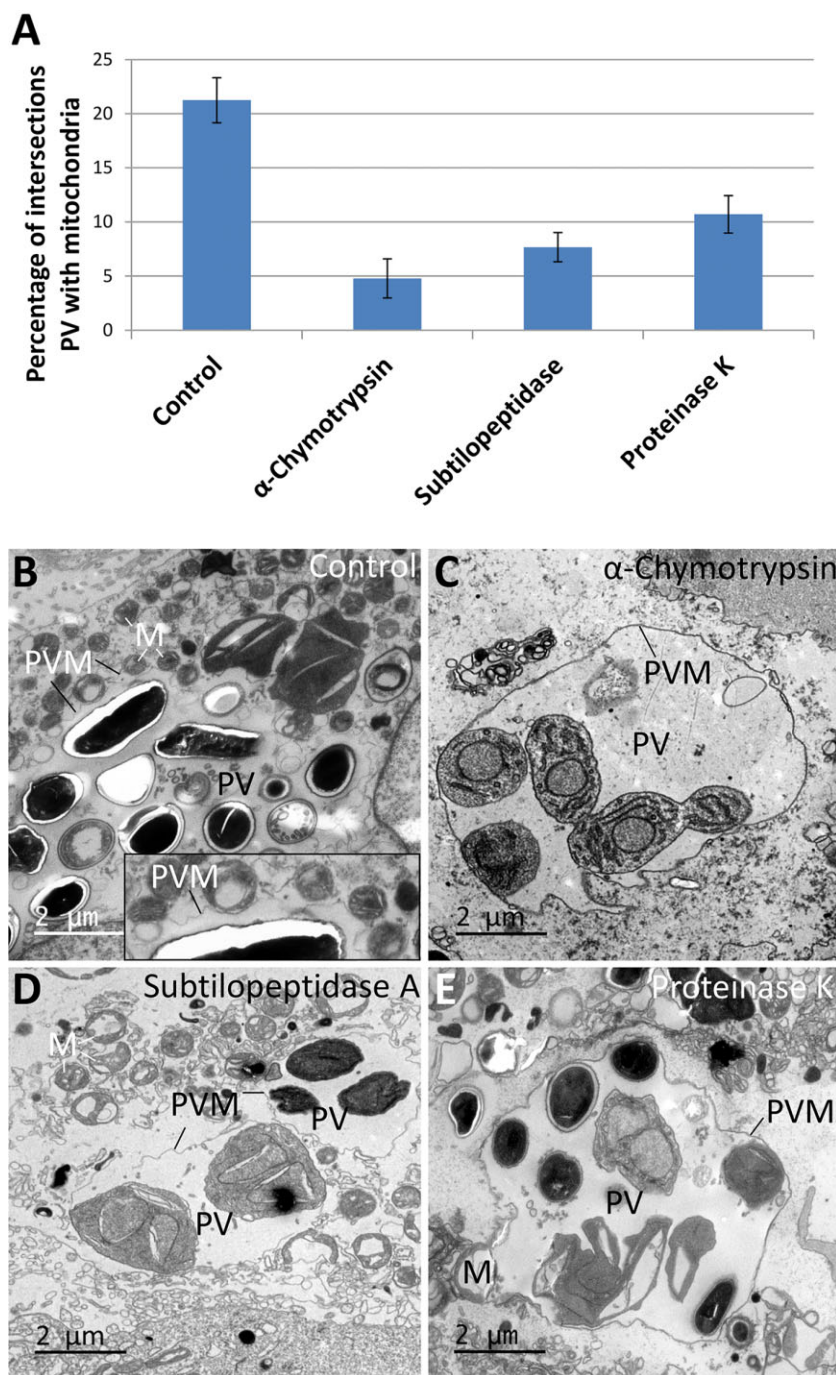 A
Percentage of intersections
PV with mitochondria
25
20
15
10
5
0
Control
α-Chymotrypsin
Subtilopeptidase
Proteinase K
B
Control
M
PVM
PV
PVM
2 μm
C
α-Chymotrypsin
PVM
PV
2 μm
D
Subtilopeptidase A
M
PVM
PV
PV
2 μm
E
Proteinase K
PVM
PV
M
2 μm